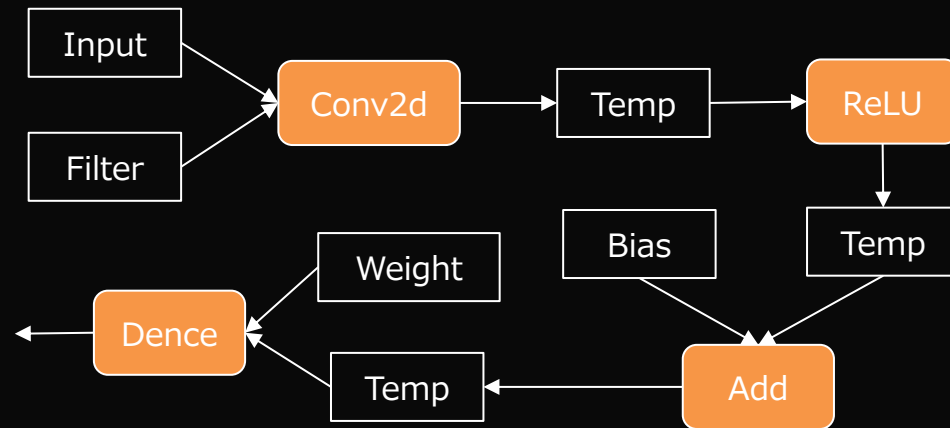 Input
Filter
Conv2d
Temp
ReLU
Temp
Bias
Add
Temp
Weight
Dence